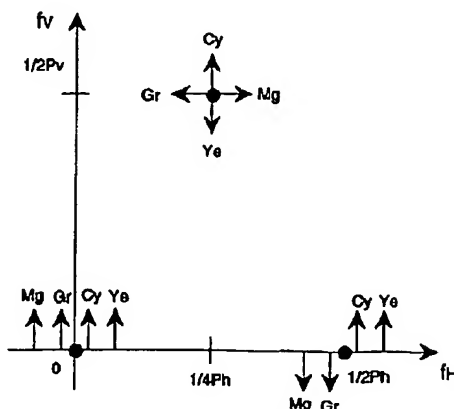 fv
Cy
1/2Pv
Gr
Mg
Ye
Mg Gr Cy Ye
Cy Ye
0
1/4Ph
1/2Ph
fH
Mg Gr